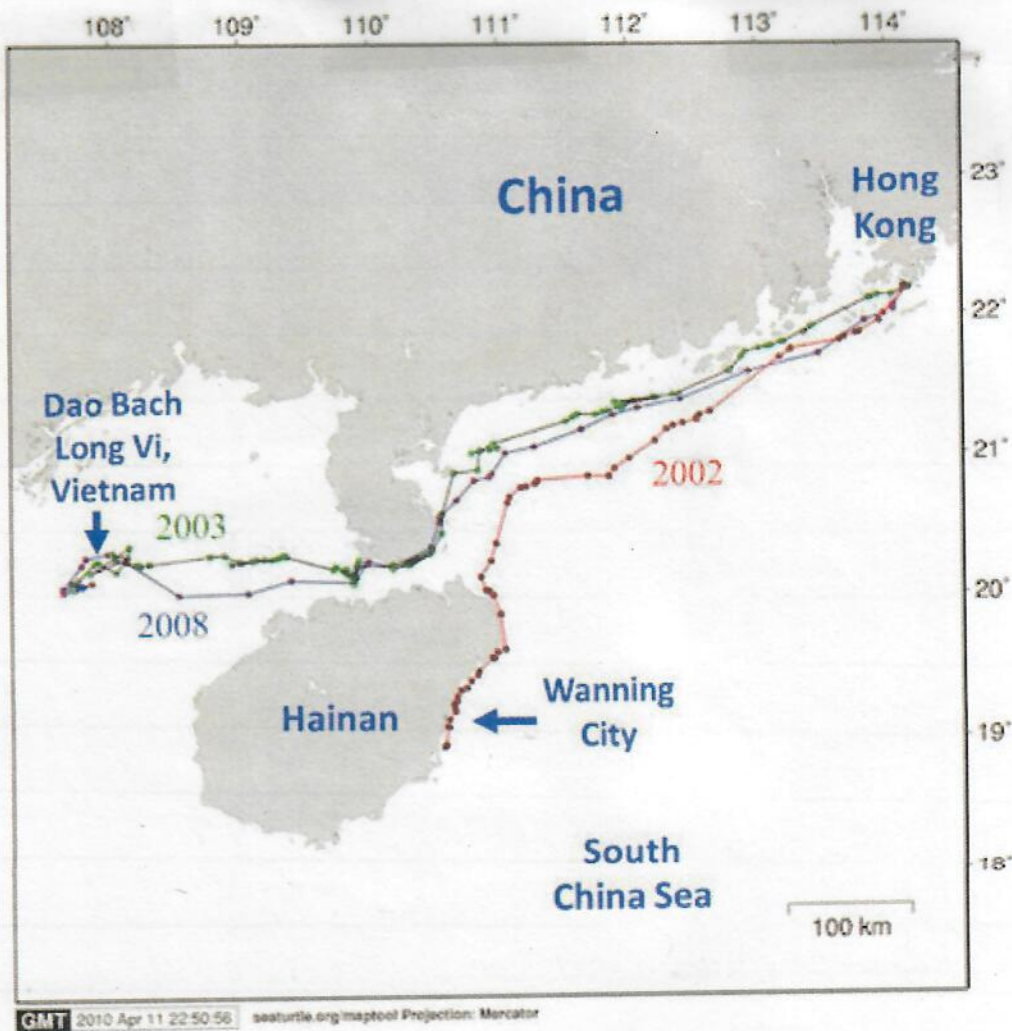 108° 109° 110° 111° 112° 113° 114°
China
Hong
Kong
23°
22°
Dao Bach
Long Vi,
Vietnam
21°
2002
2003
20°
2008
Wanning
City
Hainan
19°
South
China Sea
18°
100 km
GMT 2010 Apr 11 22:50:56 seaturtle.org/maptool Projection: Mercator